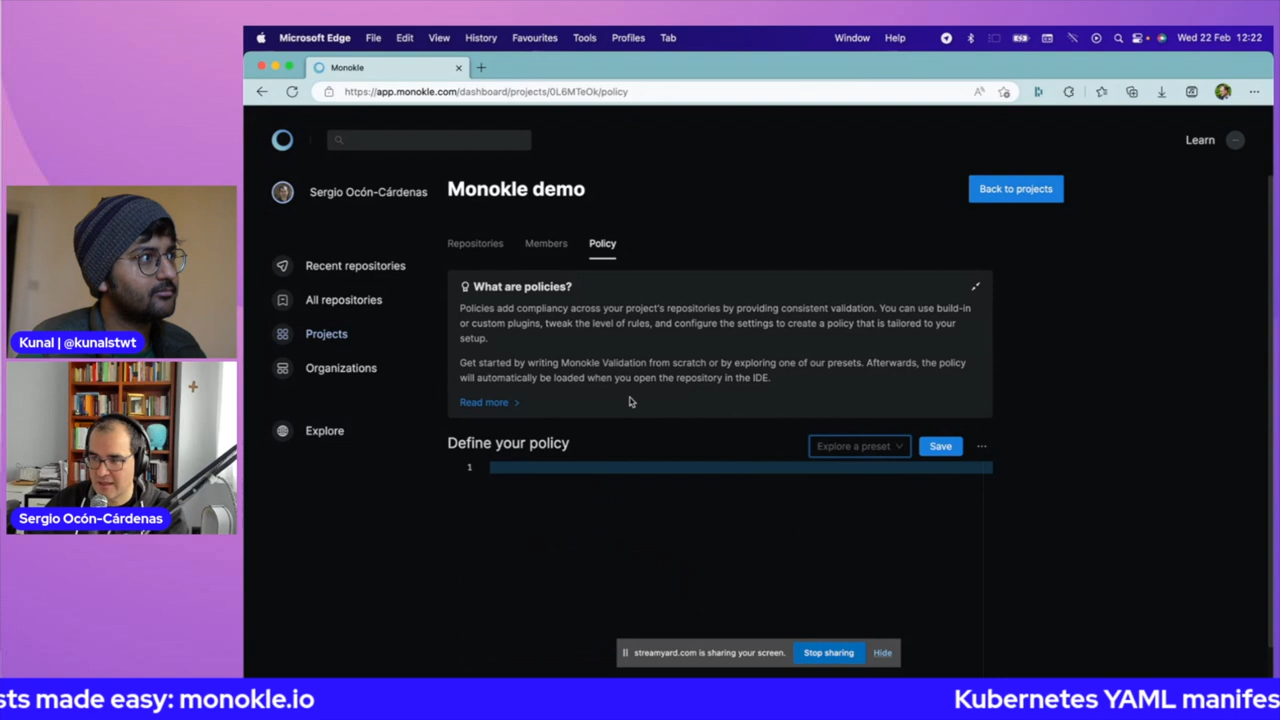 Microsoft Edge File Edit View History Favourites Tools Profiles Tab Window Help Wed 22 Feb 12:22
Monokle
https://app.monokle.com/dashboard/projects/0L6MTeOk/policy
Learn
Sergio Ocón-Cárdenas
Monokle demo
Back to projects
Repositories Members Policy
Recent repositories
All repositories
Projects
Organizations
Explore
What are policies?
Policies add compliancy across your project's repositories by providing consistent validation. You can use build-in
or custom plugins, tweak the level of rules, and configure the settings to create a policy that is tailored to your
setup.
Get started by writing Monokle Validation from scratch or by exploring one of our presets. Afterwards, the policy
will automatically be loaded when you open the repository in the IDE.
Read more >
Define your policy
Explore a preset
Save
...
1
Kunal | @kunalstwt
Sergio Ocón-Cárdenas
streamyard.com is sharing your screen. Stop sharing Hide
sts made easy: monokle.io Kubernetes YAML manifes